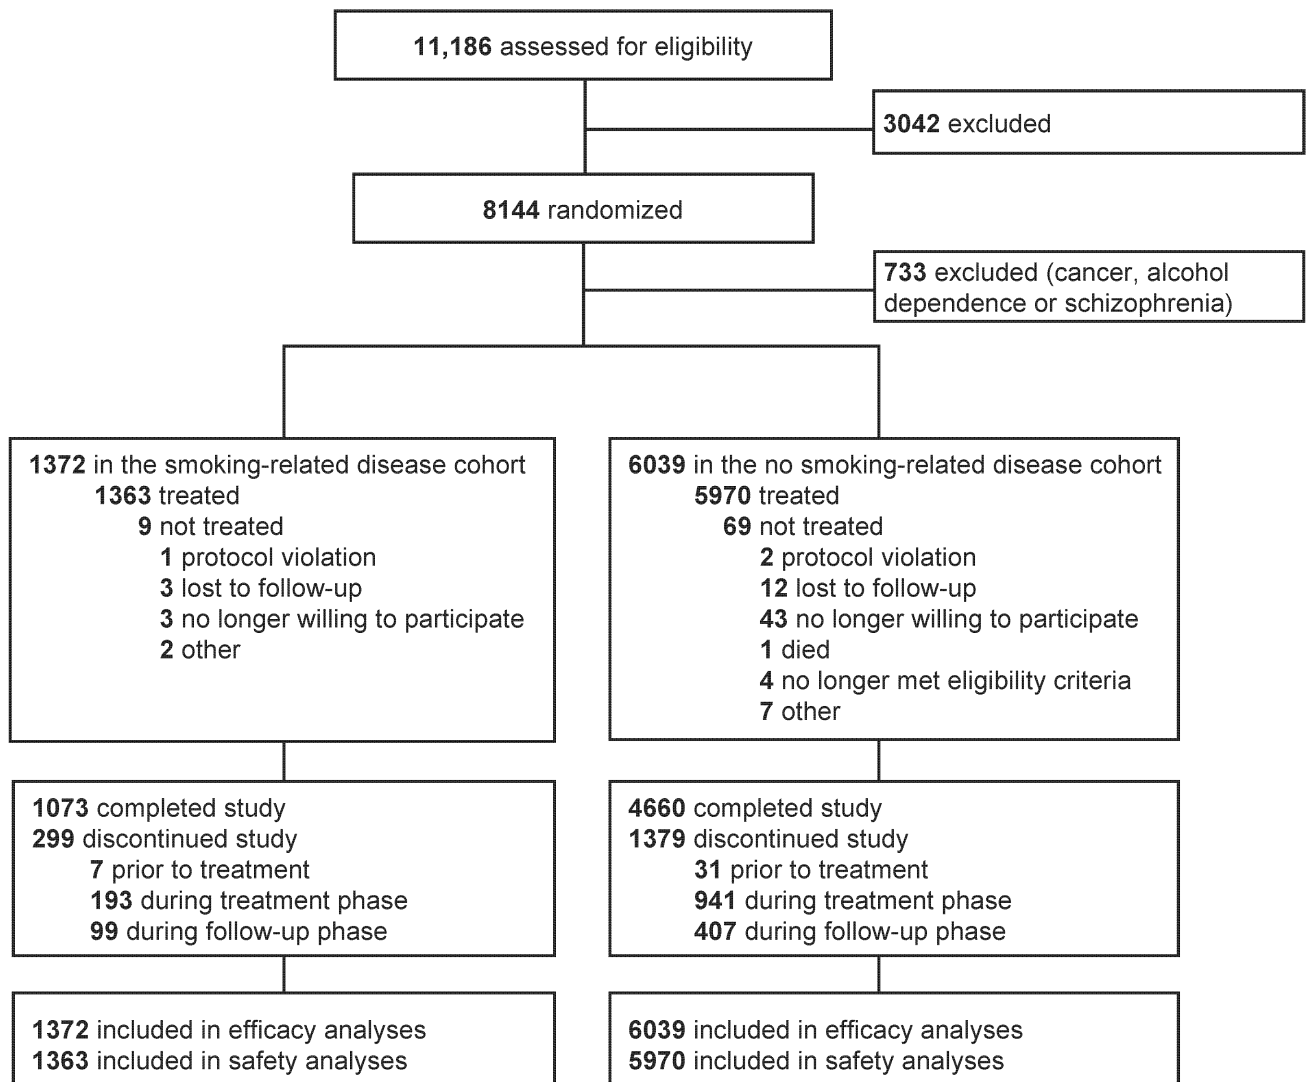 11,186 assessed for eligibility
3042 excluded
8144 randomized
733 excluded (cancer, alcohol
dependence or schizophrenia)
1372 in the smoking-related disease cohort
1363 treated
9 not treated
1 protocol violation
3 lost to follow-up
3 no longer willing to participate
2 other
6039 in the no smoking-related disease cohort
5970 treated
69 not treated
2 protocol violation
12 lost to follow-up
43 no longer willing to participate
1 died
4 no longer met eligibility criteria
7 other
1073 completed study
299 discontinued study
7 prior to treatment
193 during treatment phase
99 during follow-up phase
4660 completed study
1379 discontinued study
31 prior to treatment
941 during treatment phase
407 during follow-up phase
1372 included in efficacy analyses
1363 included in safety analyses
6039 included in efficacy analyses
5970 included in safety analyses